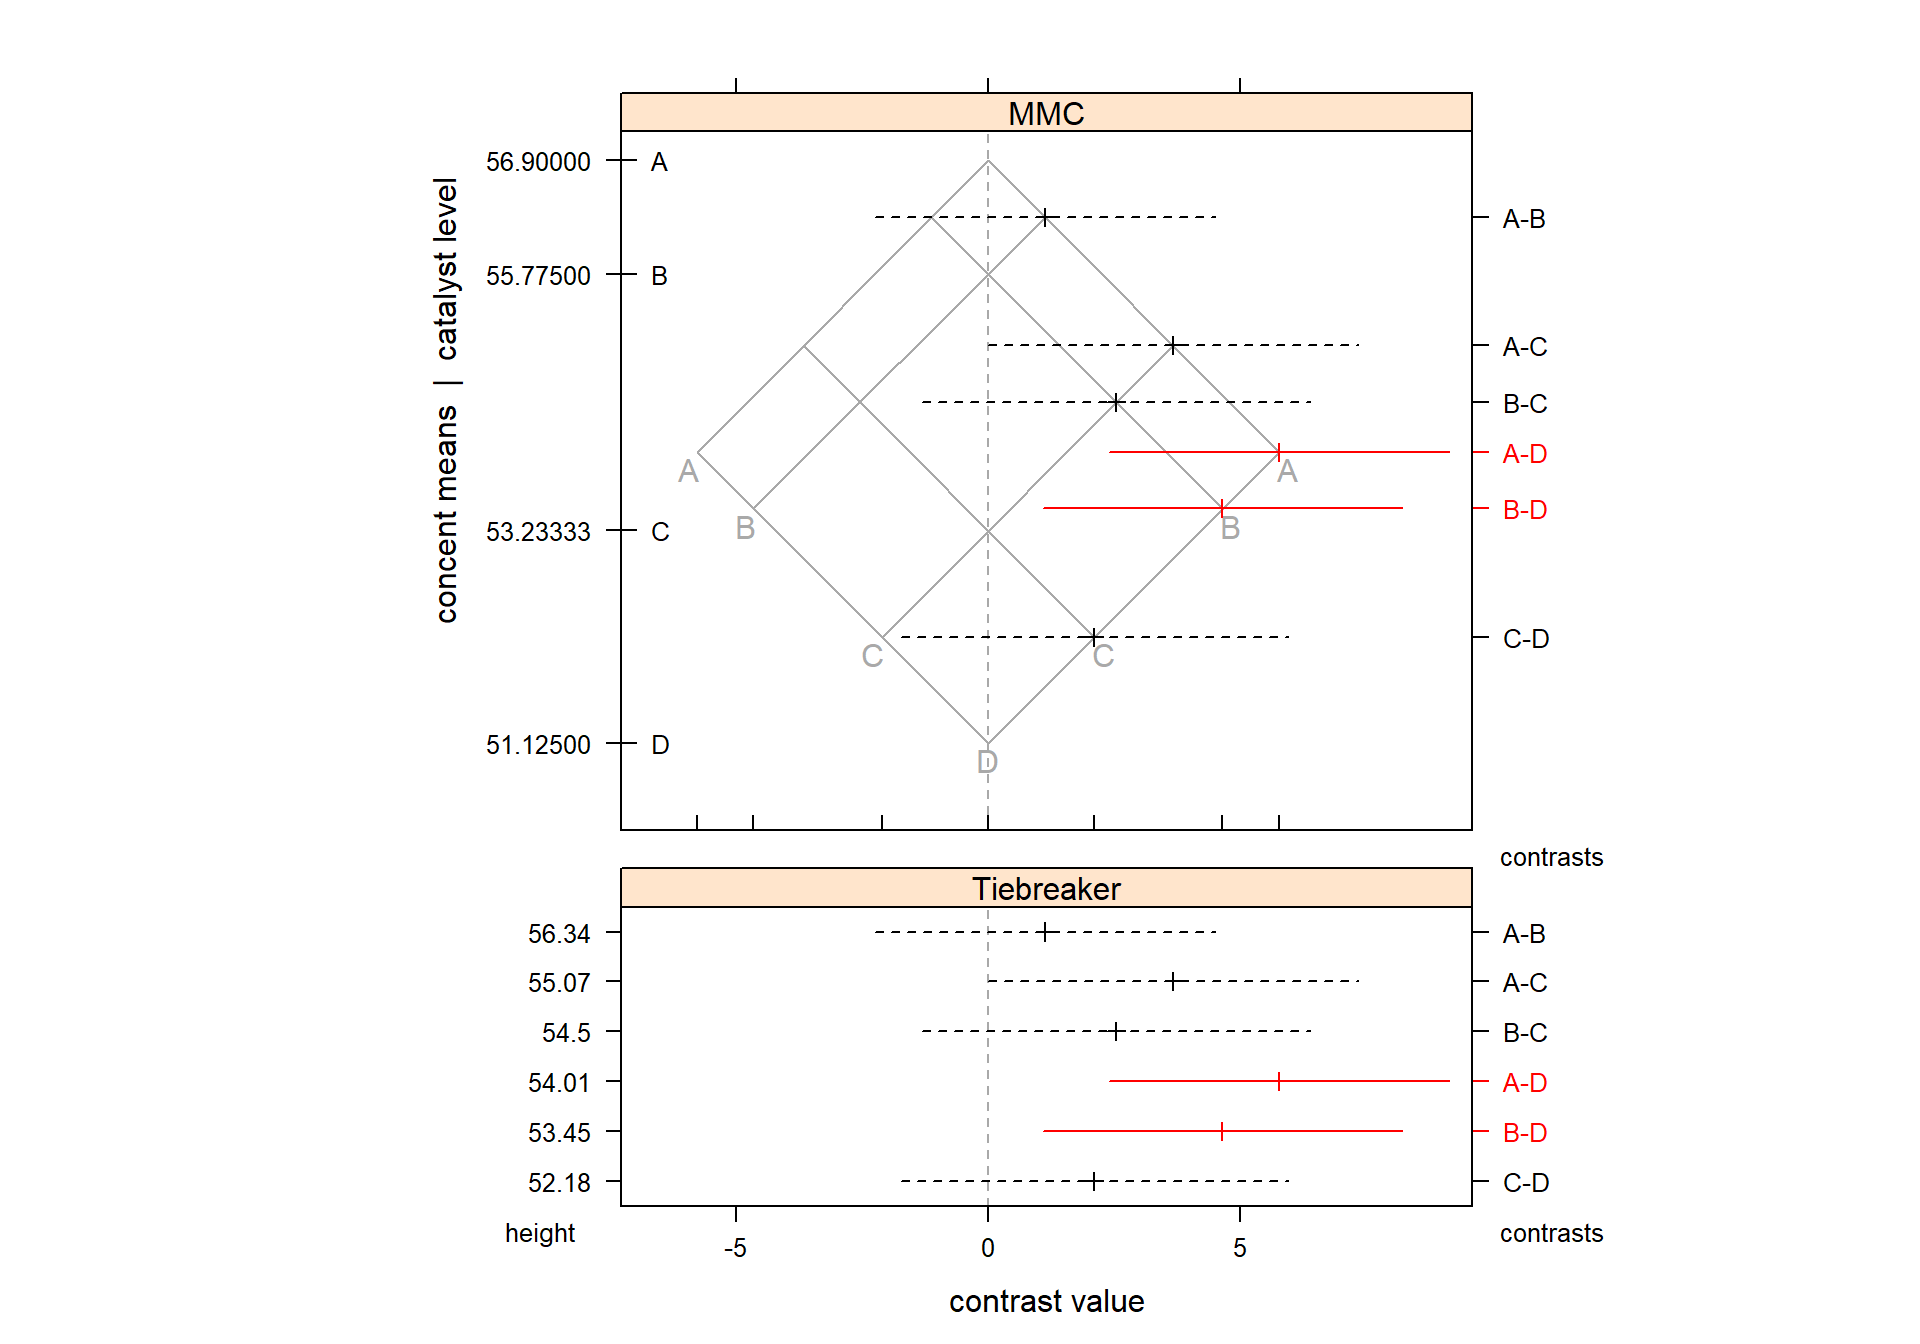 MMC
concent means | catalyst level
56.90000 A
A-B
55.77500 B
A-C
B-C
A-D
A A
B-D
B B
53.23333 C
C-D
C C
51.12500 D
D
contrasts
Tiebreaker
56.34 A-B
55.07 A-C
54.5 B-C
54.01 A-D
53.45 B-D
52.18 C-D
height contrasts
-5 0 5
contrast value